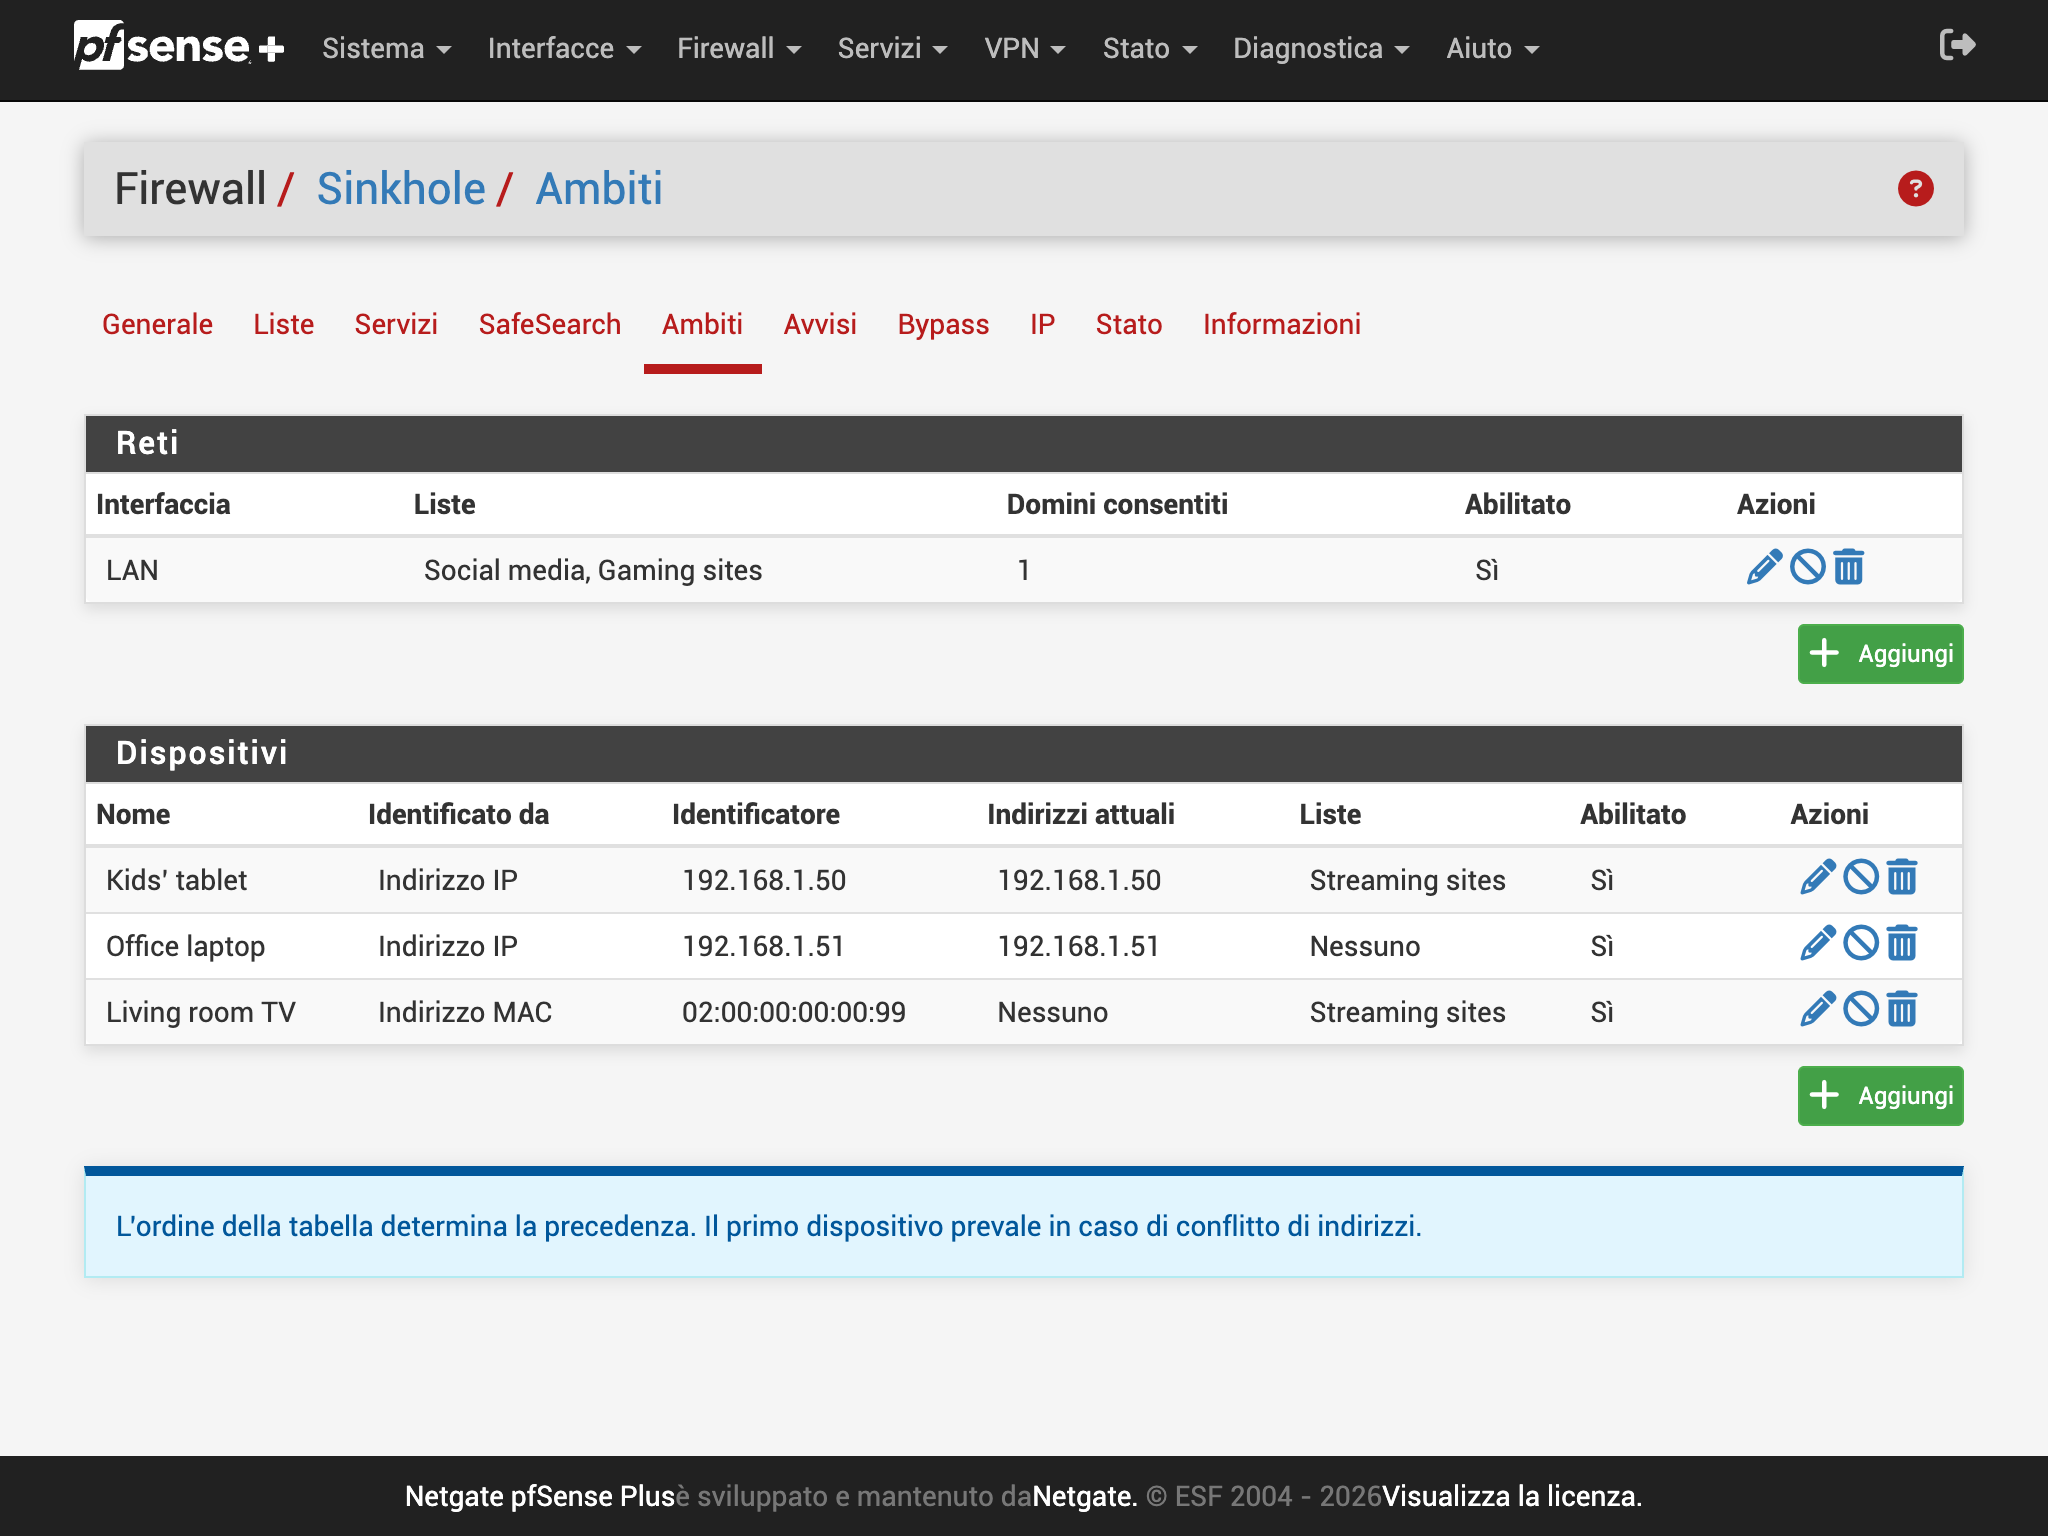 pfsense+ Sistema Interfacce Firewall Servizi VPN Stato Diagnostica Aiuto
Firewall / Sinkhole / Ambiti
?
Generale Liste Servizi SafeSearch Ambiti Avvisi Bypass IP Stato Informazioni
Reti
Interfaccia Liste Domini consentiti Abilitato Azioni
LAN Social media, Gaming sites 1 Sì
Aggiungi
Dispositivi
Nome Identificato da Identificatore Indirizzi attuali Liste Abilitato Azioni
Kids' tablet Indirizzo IP 192.168.1.50 192.168.1.50 Streaming sites Sì
Office laptop Indirizzo IP 192.168.1.51 192.168.1.51 Nessuno Sì
Living room TV Indirizzo MAC 02:00:00:00:00:99 Nessuno Streaming sites Sì
Aggiungi
L'ordine della tabella determina la precedenza. Il primo dispositivo prevale in caso di conflitto di indirizzi.
Netgate pfSense Plusè sviluppato e mantenuto daNetgate. © ESF 2004 - 2026Visualizza la licenza.